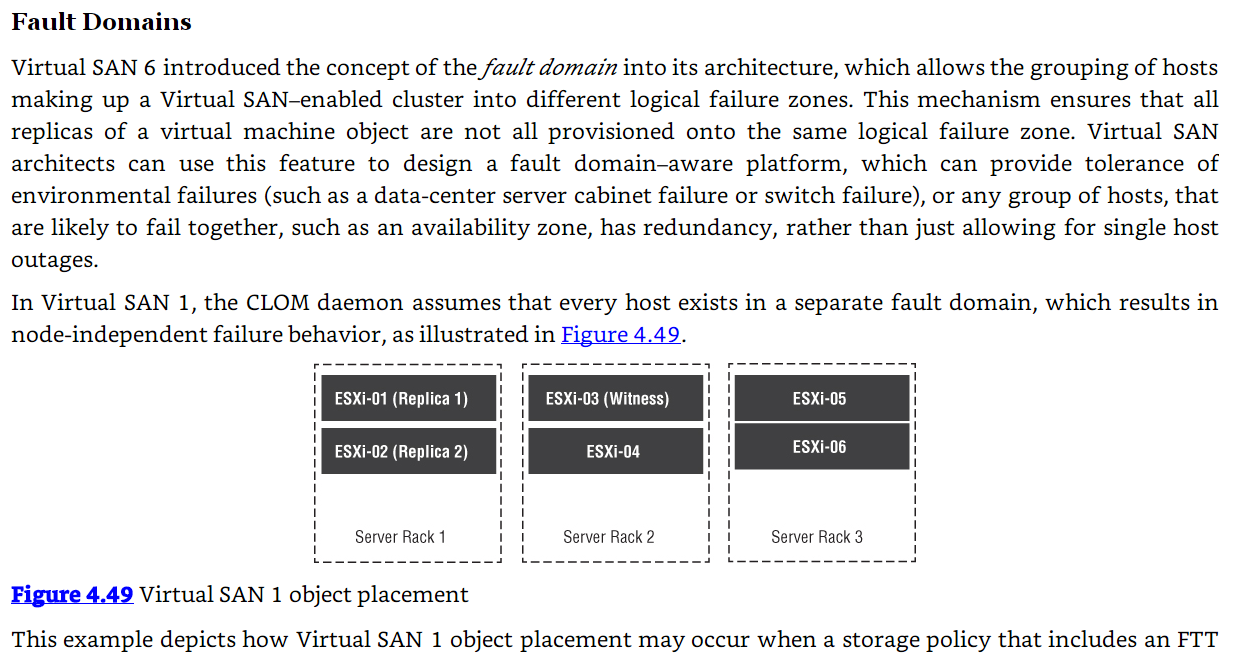 Fault Domains
Virtual SAN 6 introduced the concept of the fault domain into its architecture, which allows the grouping of hosts
making up a Virtual SAN–enabled cluster into different logical failure zones. This mechanism ensures that all
replicas of a virtual machine object are not all provisioned onto the same logical failure zone. Virtual SAN
architects can use this feature to design a fault domain–aware platform, which can provide tolerance of
environmental failures (such as a data-center server cabinet failure or switch failure), or any group of hosts, that
are likely to fail together, such as an availability zone, has redundancy, rather than just allowing for single host
outages.
In Virtual SAN 1, the CLOM daemon assumes that every host exists in a separate fault domain, which results in
node-independent failure behavior, as illustrated in Figure 4.49.
ESXi-01 (Replica 1)
ESXi-02 (Replica 2)
Server Rack 1
ESXi-03 (Witness)
ESXi-04
Server Rack 2
ESXi-05
ESXi-06
Server Rack 3
Figure 4.49 Virtual SAN 1 object placement
This example depicts how Virtual SAN 1 object placement may occur when a storage policy that includes an FTT